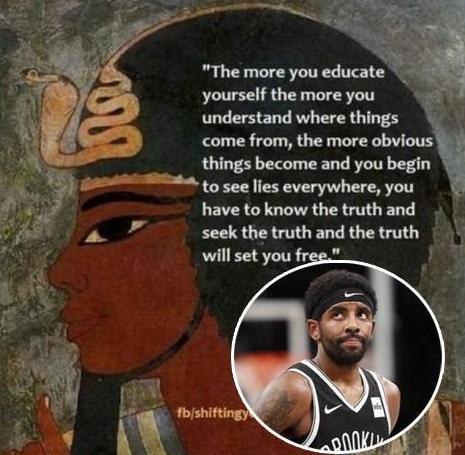 "The more you educate
yourself the more you
understand where things
come from, the more obvious
things become and you begin
to see lies everywhere, you
have to know the truth and
seek the truth and the truth
will set you free."
fb/shiftingy
BROOKLY